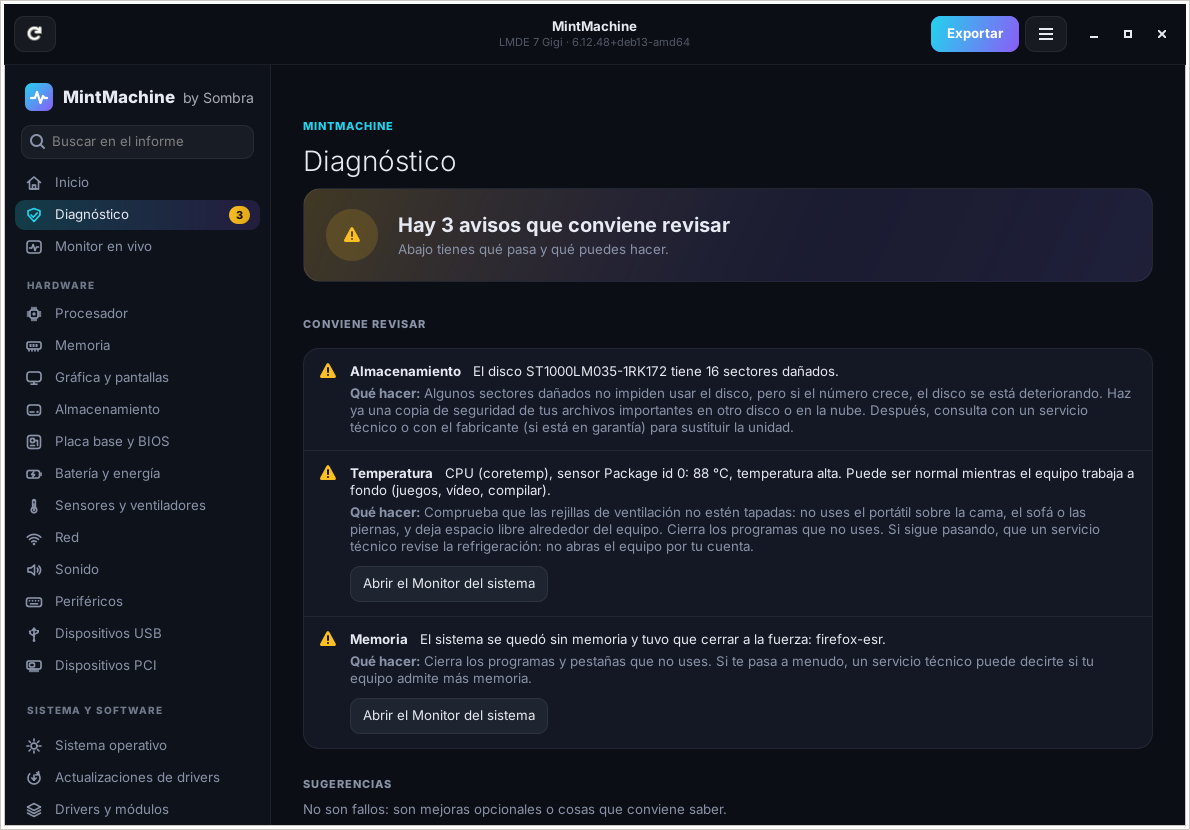 MintMachine
LMDE 7 Gigi · 6.12.48+deb13-amd64
Exportar
MintMachine by Sombra
Buscar en el informe
Inicio
Diagnóstico 3
Monitor en vivo
HARDWARE
Procesador
Memoria
Gráfica y pantallas
Almacenamiento
Placa base y BIOS
Batería y energía
Sensores y ventiladores
Red
Sonido
Periféricos
Dispositivos USB
Dispositivos PCI
SISTEMA Y SOFTWARE
Sistema operativo
Actualizaciones de drivers
Drivers y módulos
MINTMACHINE
Diagnóstico
Hay 3 avisos que conviene revisar
Abajo tienes qué pasa y qué puedes hacer.
CONVIENE REVISAR
Almacenamiento El disco ST1000LM035-1RK172 tiene 16 sectores dañados.
Qué hacer: Algunos sectores dañados no impiden usar el disco, pero si el número crece, el disco se está deteriorando. Haz
ya una copia de seguridad de tus archivos importantes en otro disco o en la nube. Después, consulta con un servicio
técnico o con el fabricante (si está en garantía) para sustituir la unidad.
Temperatura CPU (coretemp), sensor Package id 0: 88 °C, temperatura alta. Puede ser normal mientras el equipo trabaja a
fondo (juegos, vídeo, compilar).
Qué hacer: Comprueba que las rejillas de ventilación no estén tapadas: no uses el portátil sobre la cama, el sofá o las
piernas, y deja espacio libre alrededor del equipo. Cierra los programas que no uses. Si sigue pasando, que un servicio
técnico revise la refrigeración: no abras el equipo por tu cuenta.
Abrir el Monitor del sistema
Memoria El sistema se quedó sin memoria y tuvo que cerrar a la fuerza: firefox-esr.
Qué hacer: Cierra los programas y pestañas que no uses. Si te pasa a menudo, un servicio técnico puede decirte si tu
equipo admite más memoria.
Abrir el Monitor del sistema
SUGERENCIAS
No son fallos: son mejoras opcionales o cosas que conviene saber.